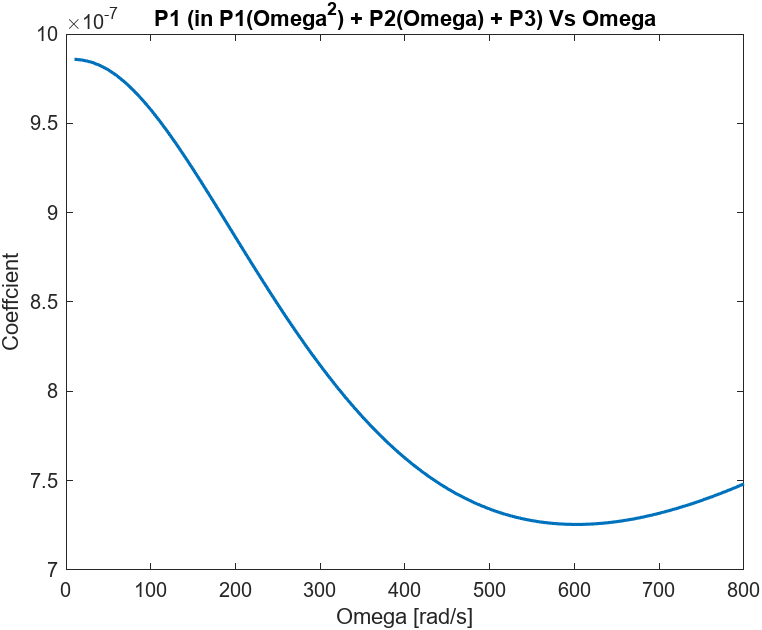 P1 (in P1(Omega²) + P2(Omega) + P3) Vs Omega
×10⁻⁷
10
9.5
9
8.5
8
7.5
7
Coeffcient
0 100 200 300 400 500 600 700 800
Omega [rad/s]